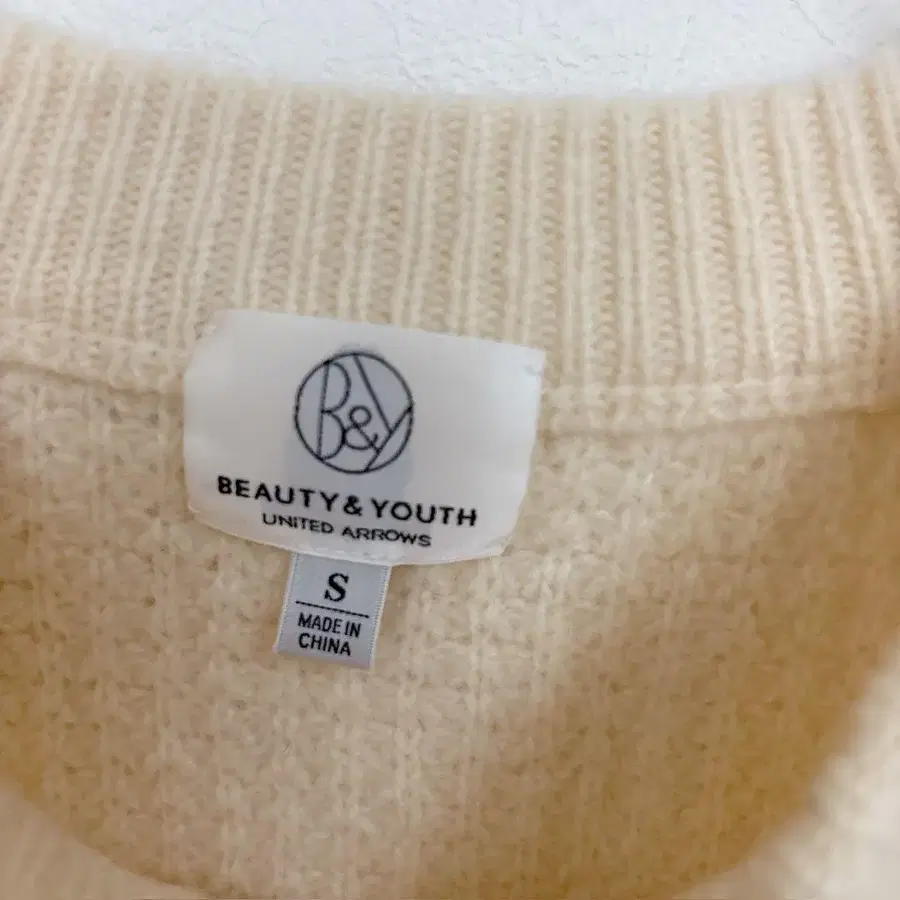 B&Y
BEAUTY & YOUTH
UNITED ARROWS
S
MADE IN
CHINA